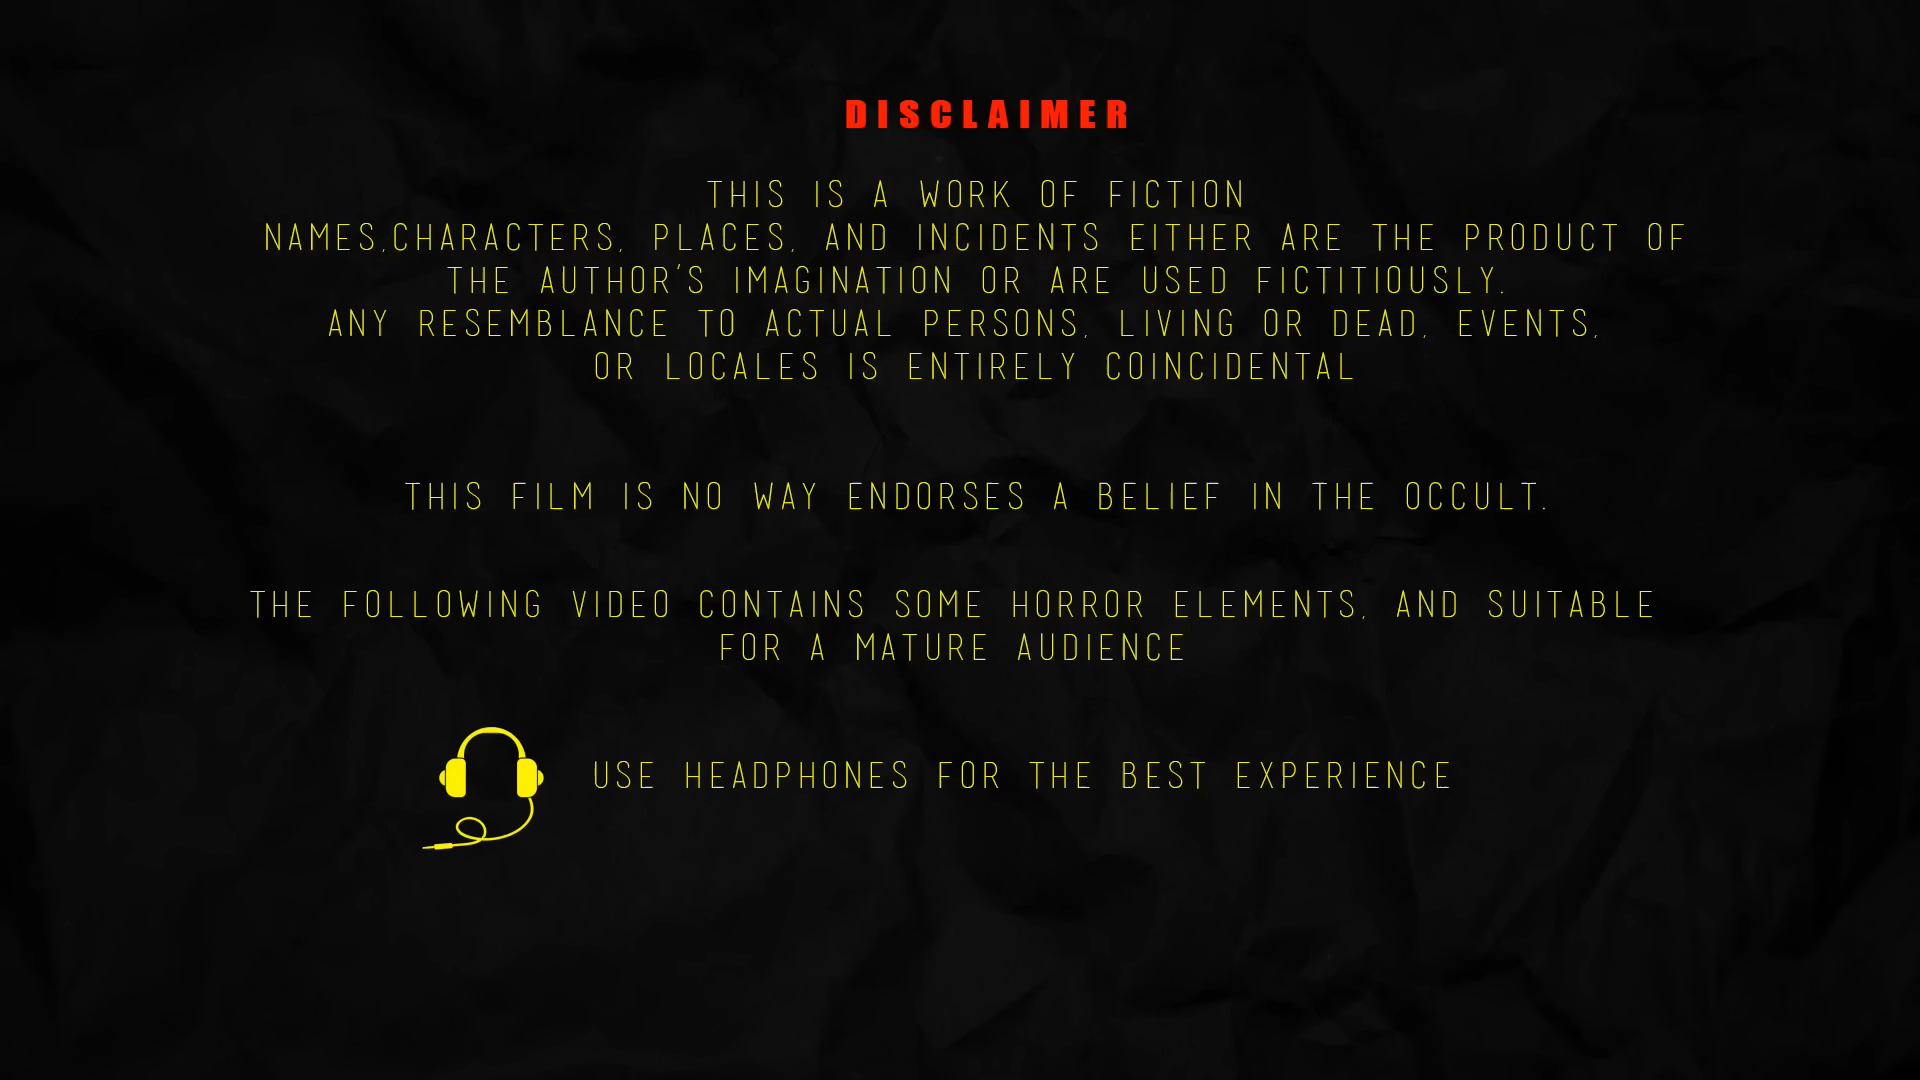 DISCLAIMER
THIS IS A WORK OF FICTION
NAMES,CHARACTERS, PLACES, AND INCIDENTS EITHER ARE THE PRODUCT OF
THE AUTHOR'S IMAGINATION OR ARE USED FICTITIOUSLY.
ANY RESEMBLANCE TO ACTUAL PERSONS, LIVING OR DEAD, EVENTS,
OR LOCALES IS ENTIRELY COINCIDENTAL
THIS FILM IS NO WAY ENDORSES A BELIEF IN THE OCCULT.
THE FOLLOWING VIDEO CONTAINS SOME HORROR ELEMENTS, AND SUITABLE
FOR A MATURE AUDIENCE
USE HEADPHONES FOR THE BEST EXPERIENCE